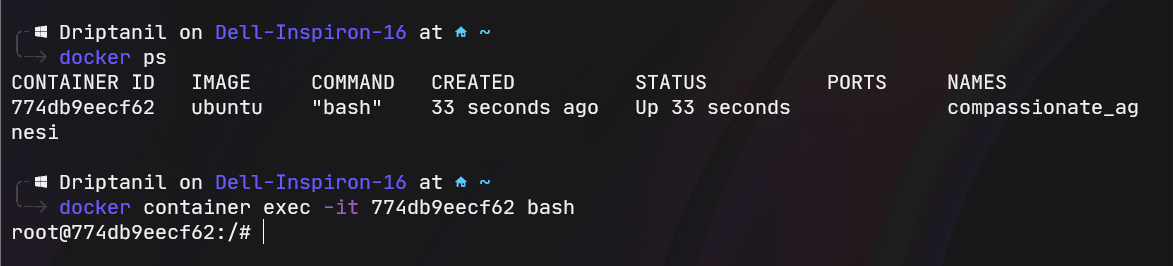 Driptanil on Dell-Inspiron-16 at ~
docker ps
CONTAINER ID   IMAGE     COMMAND   CREATED          STATUS          PORTS     NAMES
774db9eecf62   ubuntu    "bash"    33 seconds ago   Up 33 seconds             compassionate_ag
nesi
Driptanil on Dell-Inspiron-16 at ~
docker container exec -it 774db9eecf62 bash
root@774db9eecf62:/#